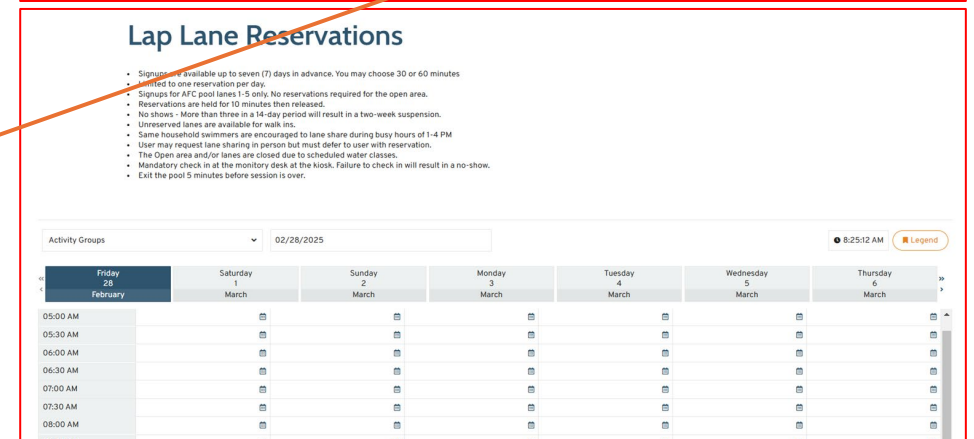 Lap Lane Reservations
• Signups are available up to seven (7) days in advance. You may choose 30 or 60 minutes
• Limited to one reservation per day.
• Signups for AFC pool lanes 1-5 only. No reservations required for the open area.
• Reservations are held for 10 minutes then released.
• No shows - More than three in a 14-day period will result in a two-week suspension.
• Unreserved lanes are available for walk ins.
• Same household swimmers are encouraged to lane share during busy hours of 1-4 PM
• User may request lane sharing in person but must defer to user with reservation.
• The Open area and/or lanes are closed due to scheduled water classes.
• Mandatory check in at the monitory desk at the kiosk. Failure to check in will result in a no-show.
• Exit the pool 5 minutes before session is over.
Activity Groups 02/28/2025 8:25:12 AM Legend
Friday Saturday Sunday Monday Tuesday Wednesday Thursday
28 1 2 3 4 5 6
February March March March March March March
05:00 AM
05:30 AM
06:00 AM
06:30 AM
07:00 AM
07:30 AM
08:00 AM